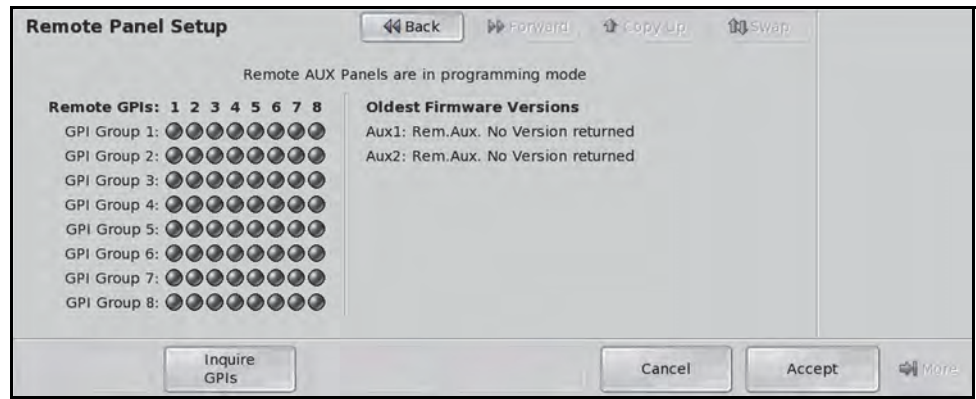 Remote Panel Setup
Back
Forward
Copy Up
Swap
Remote AUX Panels are in programming mode
Remote GPIs: 1 2 3 4 5 6 7 8
GPI Group 1:
GPI Group 2:
GPI Group 3:
GPI Group 4:
GPI Group 5:
GPI Group 6:
GPI Group 7:
GPI Group 8:
Oldest Firmware Versions
Aux1: Rem.Aux. No Version returned
Aux2: Rem.Aux. No Version returned
Inquire
GPIs
Cancel
Accept
More